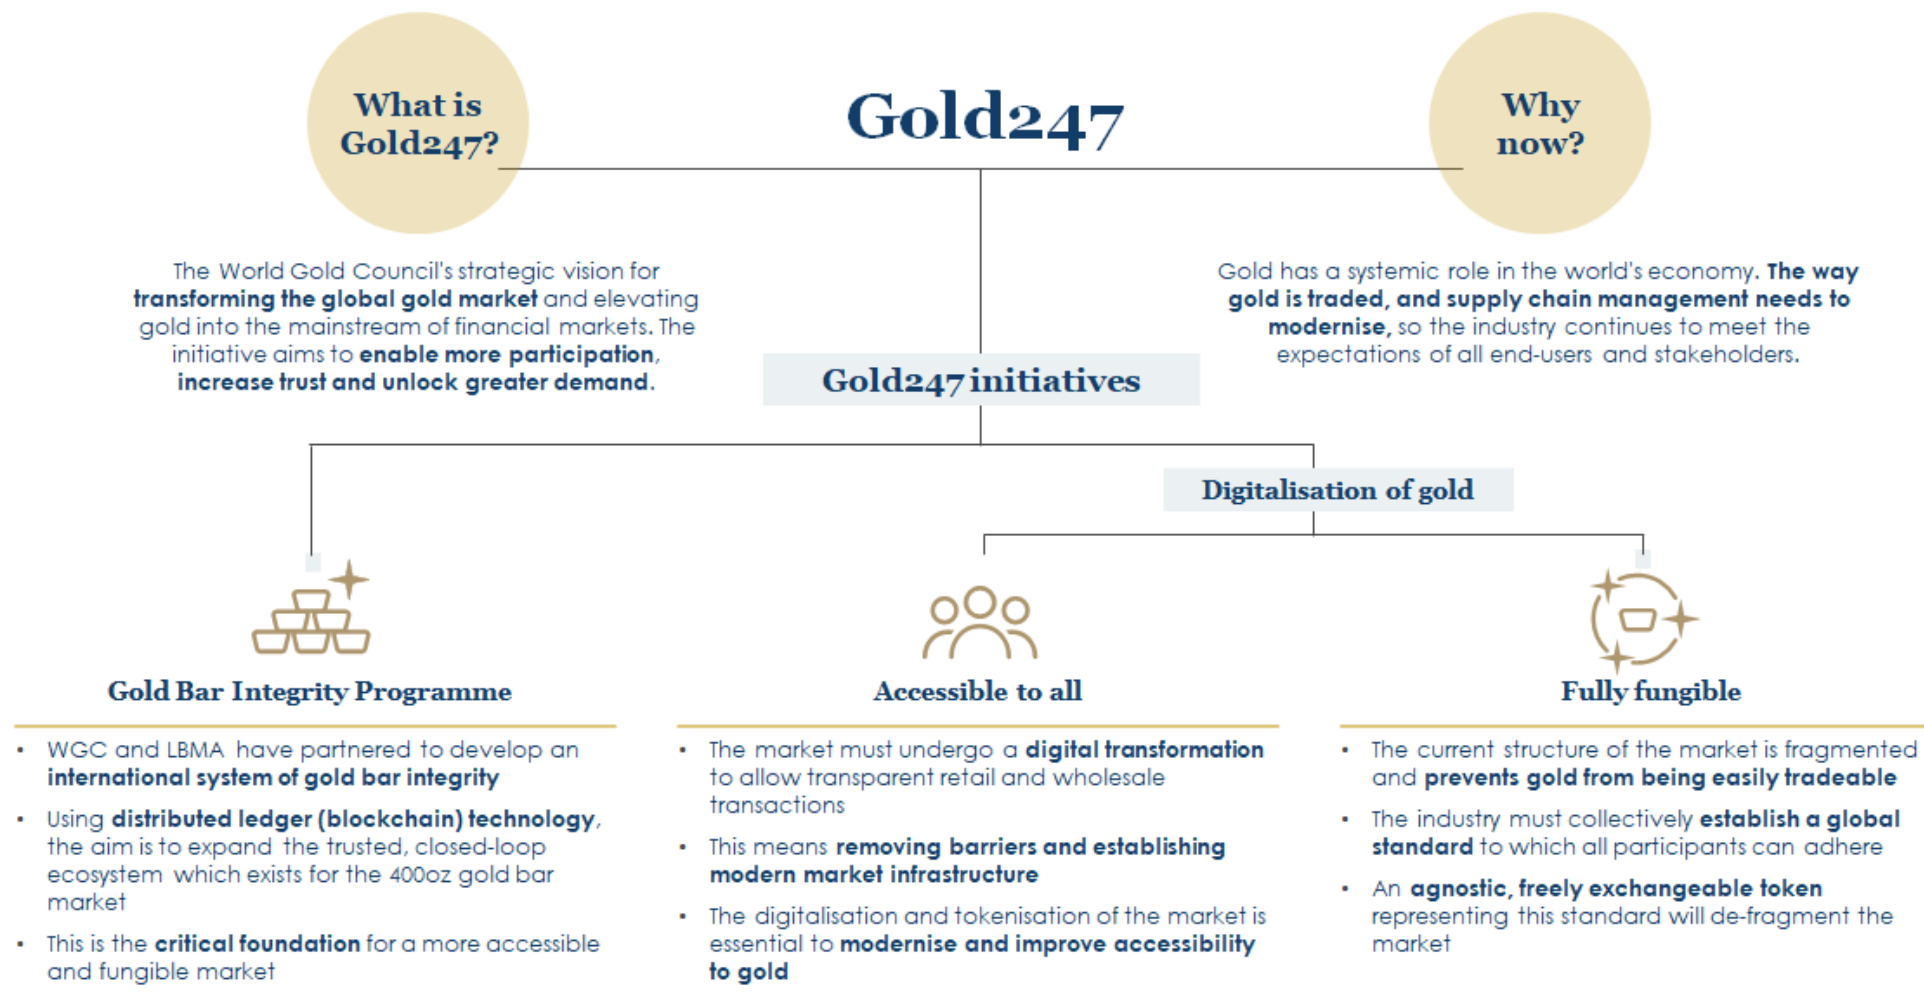 What is
Gold247?
Gold247
Why
now?
The World Gold Council's strategic vision for
transforming the global gold market and elevating
gold into the mainstream of financial markets. The
initiative aims to enable more participation,
increase trust and unlock greater demand.
Gold has a systemic role in the world's economy. The way
gold is traded, and supply chain management needs to
modernise, so the industry continues to meet the
expectations of all end-users and stakeholders.
Gold247 initiatives
Digitalisation of gold
Gold Bar Integrity Programme
• WGC and LBMA have partnered to develop an
international system of gold bar integrity
• Using distributed ledger (blockchain) technology,
the aim is to expand the trusted, closed-loop
ecosystem which exists for the 400oz gold bar
market
• This is the critical foundation for a more accessible
and fungible market
Accessible to all
• The market must undergo a digital transformation
to allow transparent retail and wholesale
transactions
• This means removing barriers and establishing
modern market infrastructure
• The digitalisation and tokenisation of the market is
essential to modernise and improve accessibility
to gold
Fully fungible
• The current structure of the market is fragmented
and prevents gold from being easily tradeable
• The industry must collectively establish a global
standard to which all participants can adhere
• An agnostic, freely exchangeable token
representing this standard will de-fragment the
market